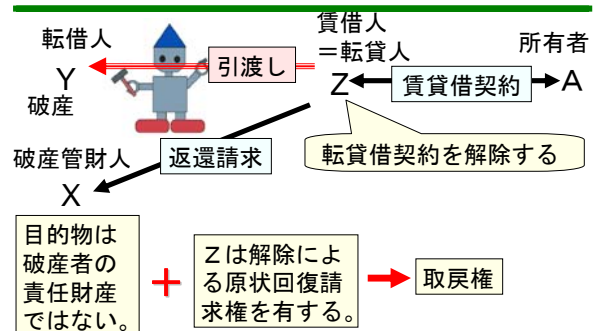 転借人
Y
破産
引渡し
賃借人
＝転貸人
Z
賃貸借契約
所有者
A
転貸借契約を解除する
返還請求
破産管財人
X
目的物は
破産者の
責任財産
ではない。
＋
Ｚは解除によ
る原状回復請
求権を有する。
取戻権